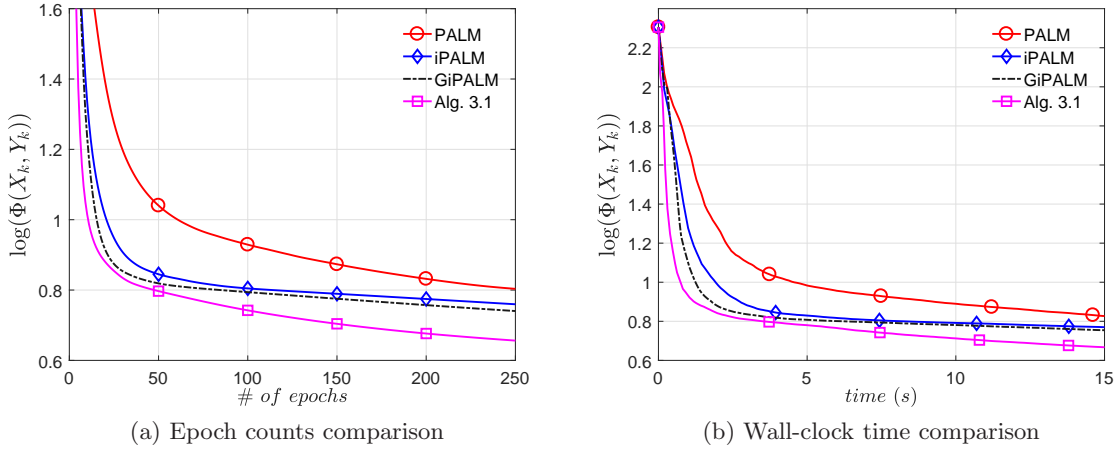 log(Φ(X_k, Y_k))
1.6
1.4
1.2
1
0.8
0.6
0 50 100 150 200 250
# of epochs
PALM
iPALM
GiPALM
Alg. 3.1
(a) Epoch counts comparison
log(Φ(X_k, Y_k))
2.2
2
1.8
1.6
1.4
1.2
1
0.8
0.6
0 5 10 15
time (s)
PALM
iPALM
GiPALM
Alg. 3.1
(b) Wall-clock time comparison